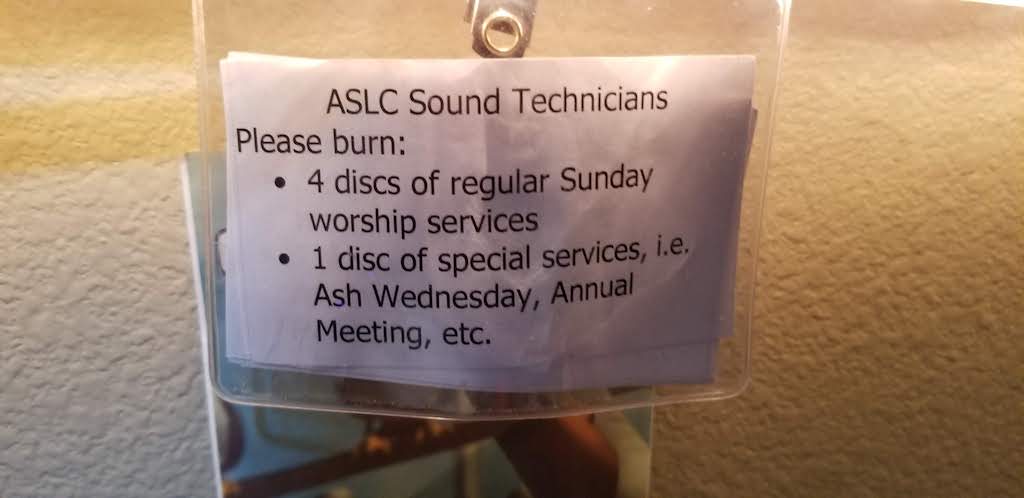 ASLC Sound Technicians
Please burn:
• 4 discs of regular Sunday
worship services
• 1 disc of special services, i.e.
Ash Wednesday, Annual
Meeting, etc.